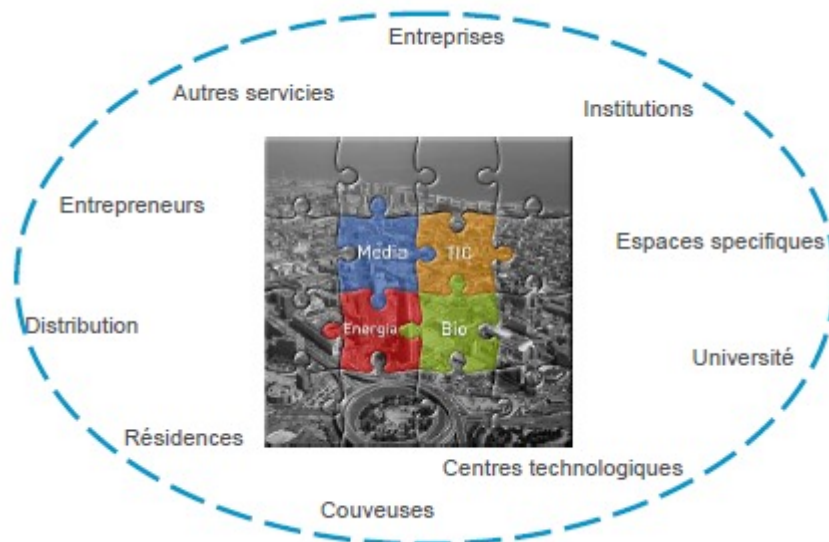 Entreprises
Autres servicies
Institutions
Entrepreneurs
Espaces specifiques
Media
TIC
Distribution
Energia
Bio
Université
Résidences
Centres technologiques
Couveuses